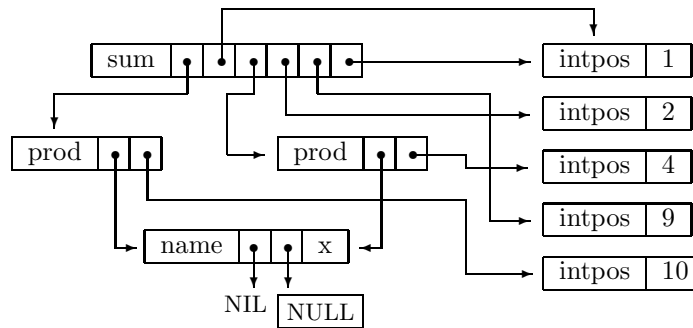 sum intpos 1
intpos 2
prod prod intpos 4
intpos 9
name x
intpos 10
NIL NULL